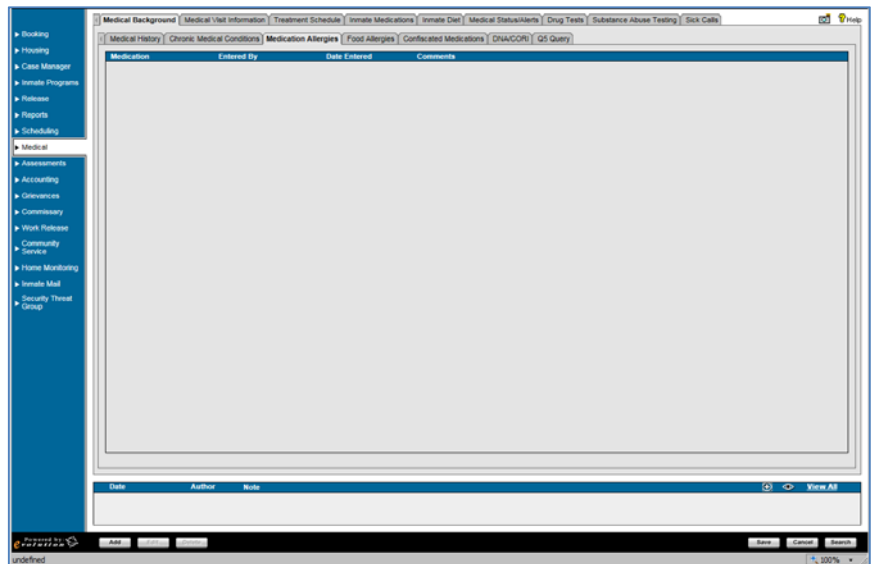 Medical Background Medical Visit Information Treatment Schedule Inmate Medications Inmate Diet Medical Status/Alerts Drug Tests Substance Abuse Testing Sick Calls Help
Medical History Chronic Medical Conditions Medication Allergies Food Allergies Confiscated Medications DNA/CORI Q5 Query
Medication Entered By Date Entered Comments
Booking
Housing
Case Manager
Inmate Programs
Release
Reports
Scheduling
Medical
Assessments
Accounting
Grievances
Commissary
Work Release
Community
Service
Home Monitoring
Inmate Mail
Security Threat
Group
Date Author Note View All
Powered by
evolution
Add Edit Delete Save Cancel Search
undefined 100%